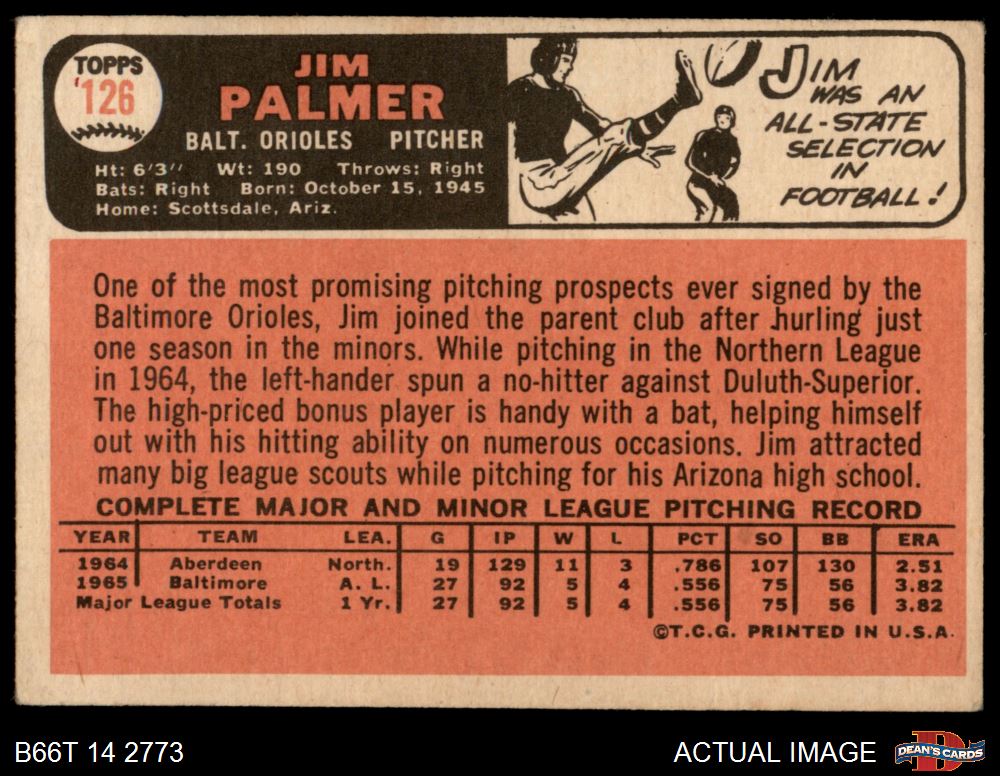 TOPPS
'126
JIM
PALMER
BALT. ORIOLES PITCHER
Ht: 6'3" Wt: 190 Throws: Right
Bats: Right Born: October 15, 1945
Home: Scottsdale, Ariz.
JIM
WAS AN
ALL-STATE
SELECTION
IN
FOOTBALL!
One of the most promising pitching prospects ever signed by the
Baltimore Orioles, Jim joined the parent club after hurling just
one season in the minors. While pitching in the Northern League
in 1964, the left-hander spun a no-hitter against Duluth-Superior.
The high-priced bonus player is handy with a bat, helping himself
out with his hitting ability on numerous occasions. Jim attracted
many big league scouts while pitching for his Arizona high school.
COMPLETE MAJOR AND MINOR LEAGUE PITCHING RECORD
YEAR TEAM LEA. G IP W L PCT SO BB ERA
1964 Aberdeen North. 19 129 11 3 .786 107 130 2.51
1965 Baltimore A. L. 27 92 5 4 .556 75 56 3.82
Major League Totals 1 Yr. 27 92 5 4 .556 75 56 3.82
©T.C.G. PRINTED IN U.S.A.
B66T 14 2773
ACTUAL IMAGE
DEAN'S CARDS